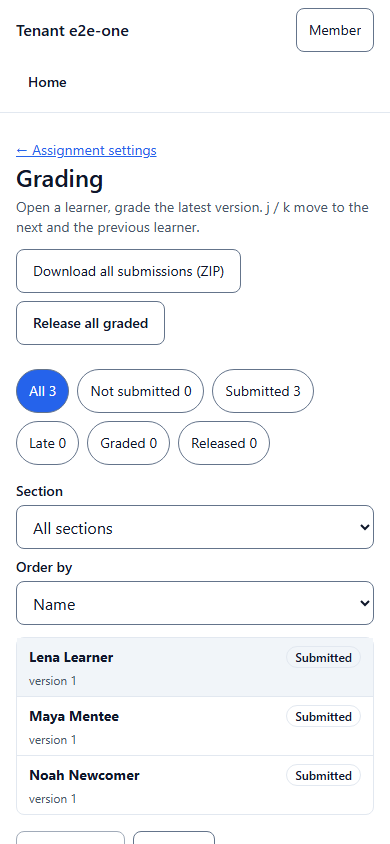 Tenant e2e-one
Member
Home
← Assignment settings
Grading
Open a learner, grade the latest version. j / k move to the
next and the previous learner.
Download all submissions (ZIP)
Release all graded
All 3
Not submitted 0
Submitted 3
Late 0
Graded 0
Released 0
Section
All sections
Order by
Name
Lena Learner
Submitted
version 1
Maya Mentee
Submitted
version 1
Noah Newcomer
Submitted
version 1